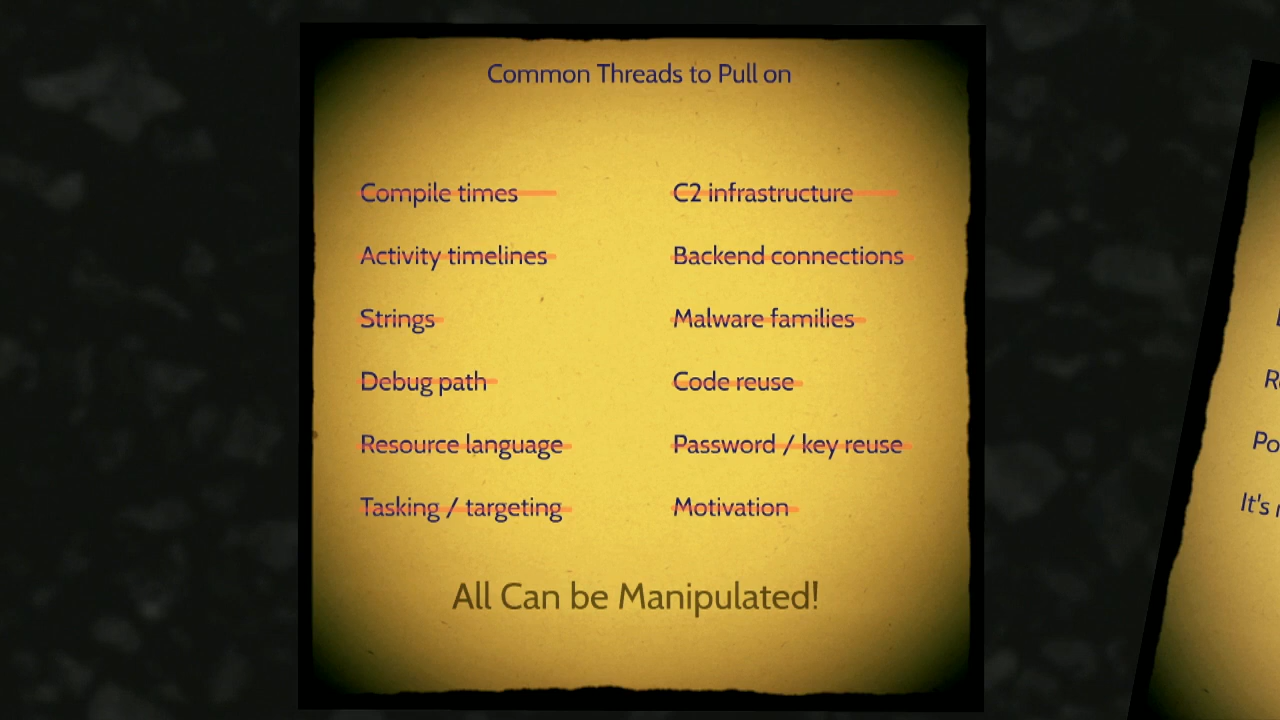 Common Threads to Pull on
Compile times
C2 infrastructure
Activity timelines
Backend connections
Strings
Malware families
Debug path
Code reuse
Resource language
Password / key reuse
Tasking / targeting
Motivation
All Can be Manipulated!
It's